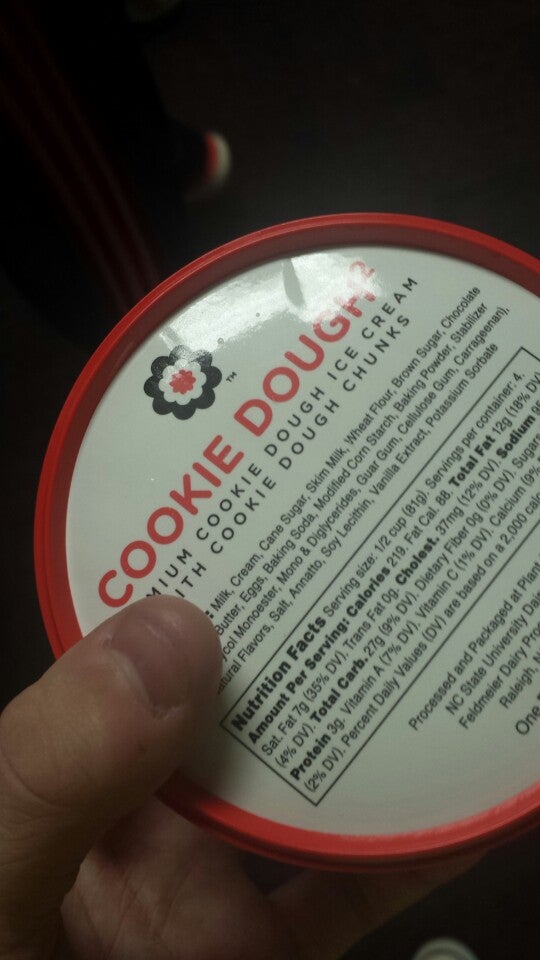 COOKIE DOUGH2
MIUM COOKIE DOUGH ICE CREAM
ITH COOKIE DOUGH CHUNKS
Milk, Cream, Cane Sugar, Skim Milk, Wheat Flour, Brown Sugar, Chocolate
Butter, Eggs, Baking Soda, Modified Corn Starch, Baking Powder, Stabilizer
ycol Monoester, Mono & Diglycerides, Guar Gum, Cellulose Gum, Carrageenan),
atural Flavors, Salt, Annatto, Soy Lecithin, Vanilla Extract, Potassium Sorbate
Nutrition Facts Serving size: 1/2 cup (81g). Servings per container: 4.
Amount Per Serving: Calories 219, Fat Cal. 88 Total Fat 12g (18% DV)
Sat. Fat 7g (35% DV). Trans Fat 0g. Cholest. 37mg (12% DV). Sodium
(4% DV). Total Carb. 27g (9% DV). Dietary Fiber 0g (0% DV). Sugars
Protein 3g. Vitamin A (7% DV). Vitamin C (1% DV). Calcium (9%
(2% DV). Percent Daily Values (DV) are based on a 2,000 calo
Processed and Packaged at Plant
NC State University Dai
Feldmeier Dairy Pro
Raleigh, N
One
TM